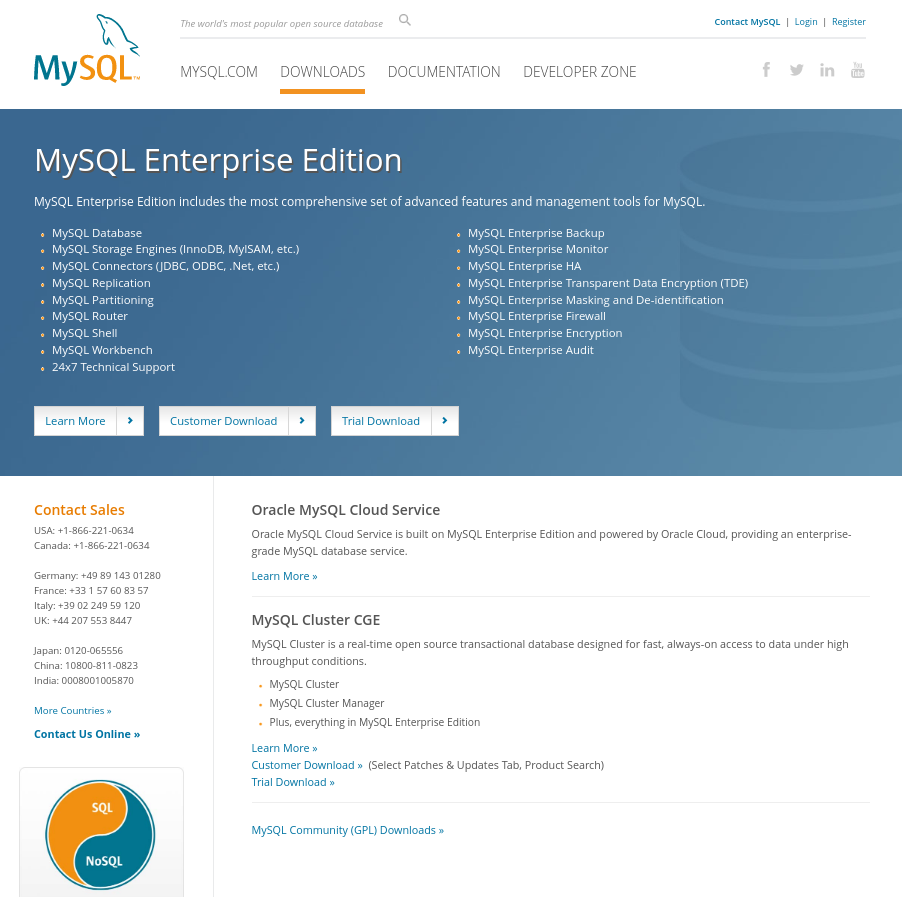 The world's most popular open source database
Contact MySQL | Login | Register
MySQL™
MYSQL.COM DOWNLOADS DOCUMENTATION DEVELOPER ZONE
f in You Tube
MySQL Enterprise Edition
MySQL Enterprise Edition includes the most comprehensive set of advanced features and management tools for MySQL.
MySQL Database
MySQL Storage Engines (InnoDB, MyISAM, etc.)
MySQL Connectors (JDBC, ODBC, .Net, etc.)
MySQL Replication
MySQL Partitioning
MySQL Router
MySQL Shell
MySQL Workbench
24x7 Technical Support
MySQL Enterprise Backup
MySQL Enterprise Monitor
MySQL Enterprise HA
MySQL Enterprise Transparent Data Encryption (TDE)
MySQL Enterprise Masking and De-identification
MySQL Enterprise Firewall
MySQL Enterprise Encryption
MySQL Enterprise Audit
Learn More › Customer Download › Trial Download ›
Contact Sales
USA: +1-866-221-0634
Canada: +1-866-221-0634
Germany: +49 89 143 01280
France: +33 1 57 60 83 57
Italy: +39 02 249 59 120
UK: +44 207 553 8447
Japan: 0120-065556
China: 10800-811-0823
India: 0008001005870
More Countries »
Contact Us Online »
SQL
NoSQL
Oracle MySQL Cloud Service
Oracle MySQL Cloud Service is built on MySQL Enterprise Edition and powered by Oracle Cloud, providing an enterprise-
grade MySQL database service.
Learn More »
MySQL Cluster CGE
MySQL Cluster is a real-time open source transactional database designed for fast, always-on access to data under high
throughput conditions.
MySQL Cluster
MySQL Cluster Manager
Plus, everything in MySQL Enterprise Edition
Learn More »
Customer Download » (Select Patches & Updates Tab, Product Search)
Trial Download »
MySQL Community (GPL) Downloads »